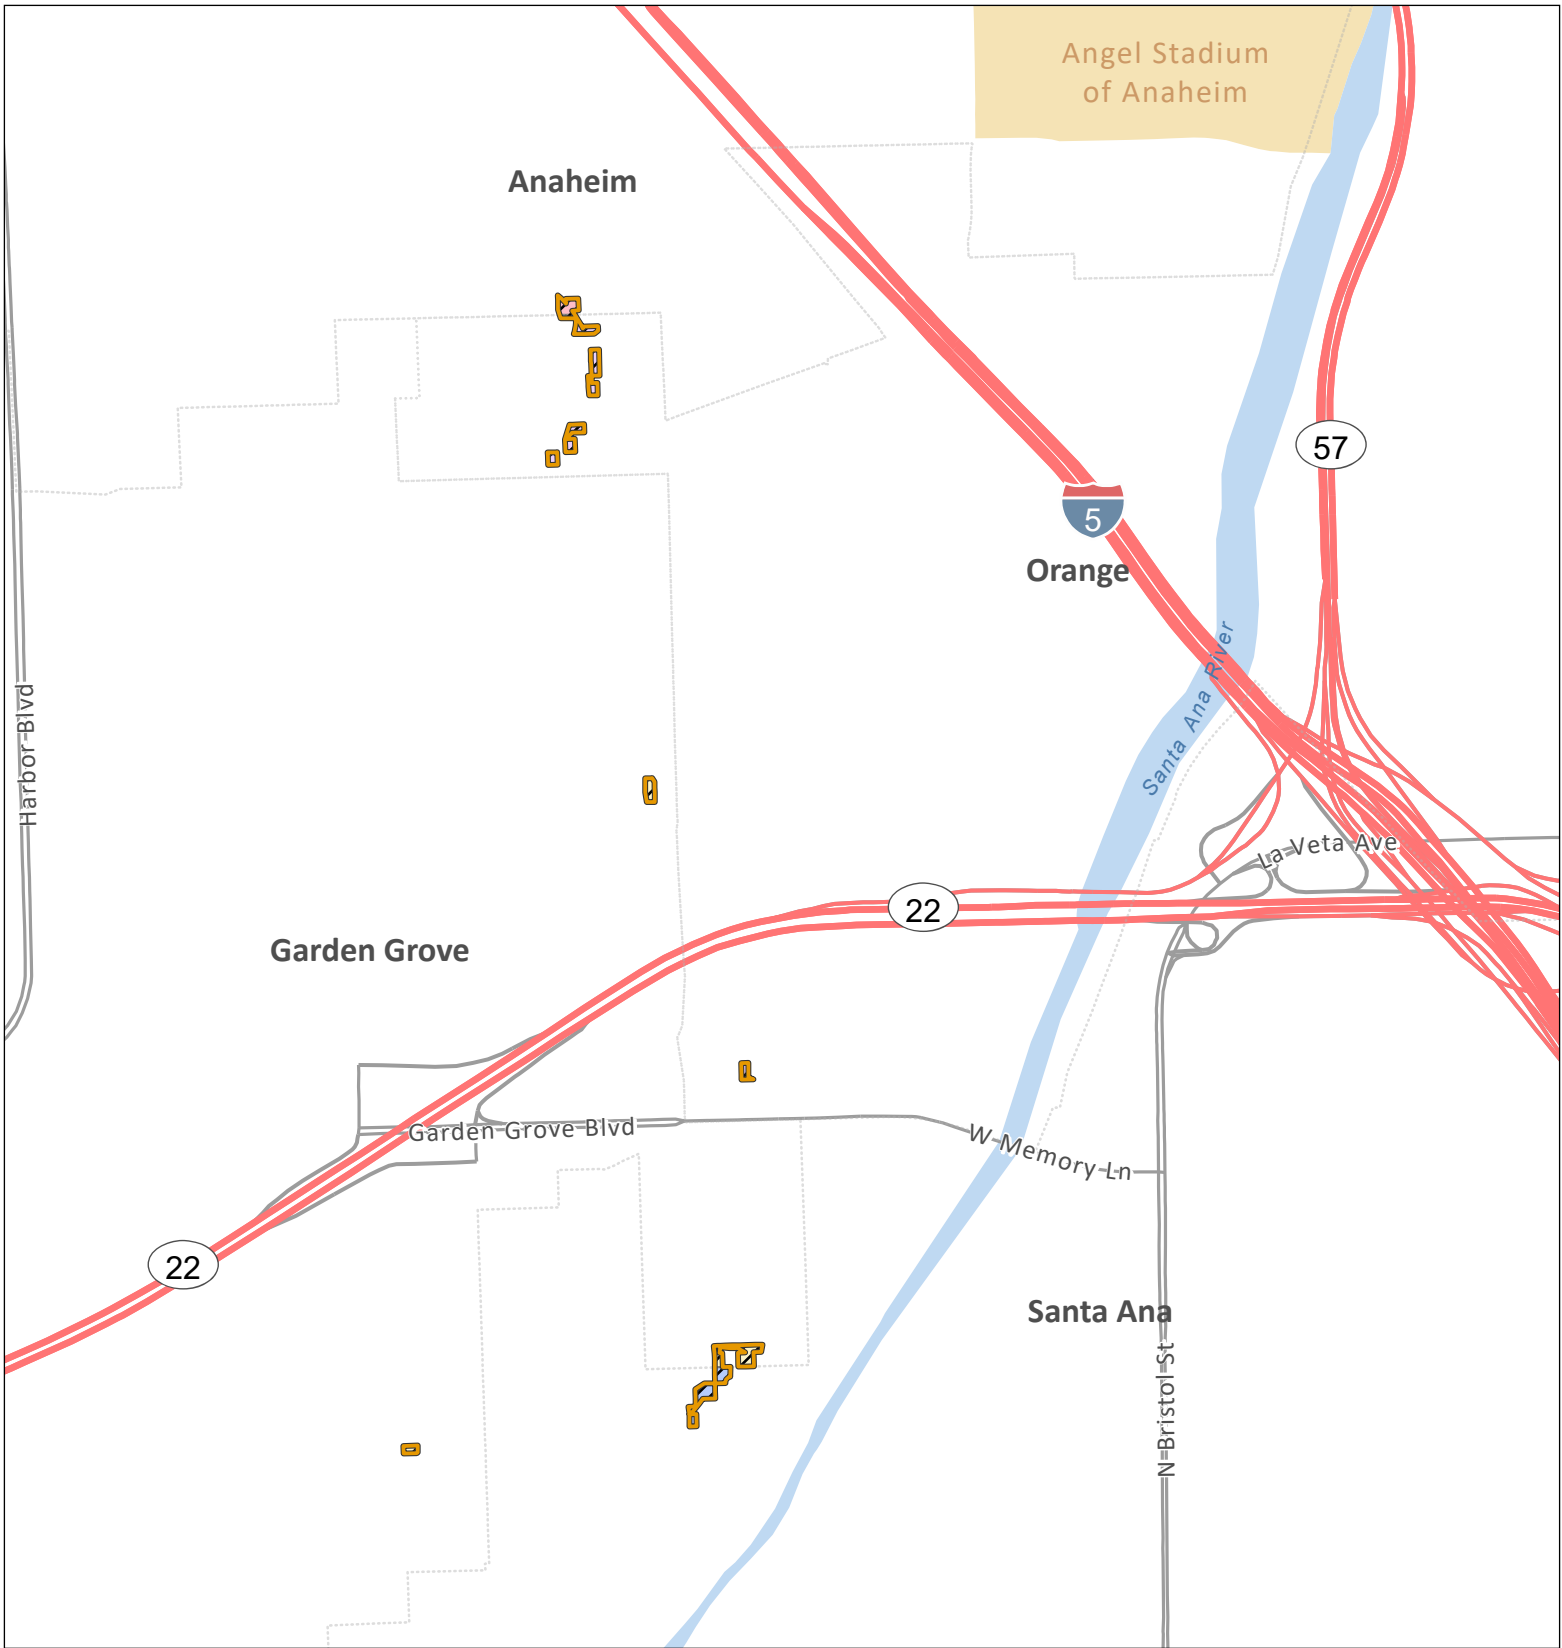 Angel Stadium
of Anaheim
Anaheim
57
5
Orange
Santa Ana River
Harbor Blvd
La Veta Ave
22
Garden Grove
Garden Grove Blvd
W Memory Ln
22
Santa Ana
N Bristol St